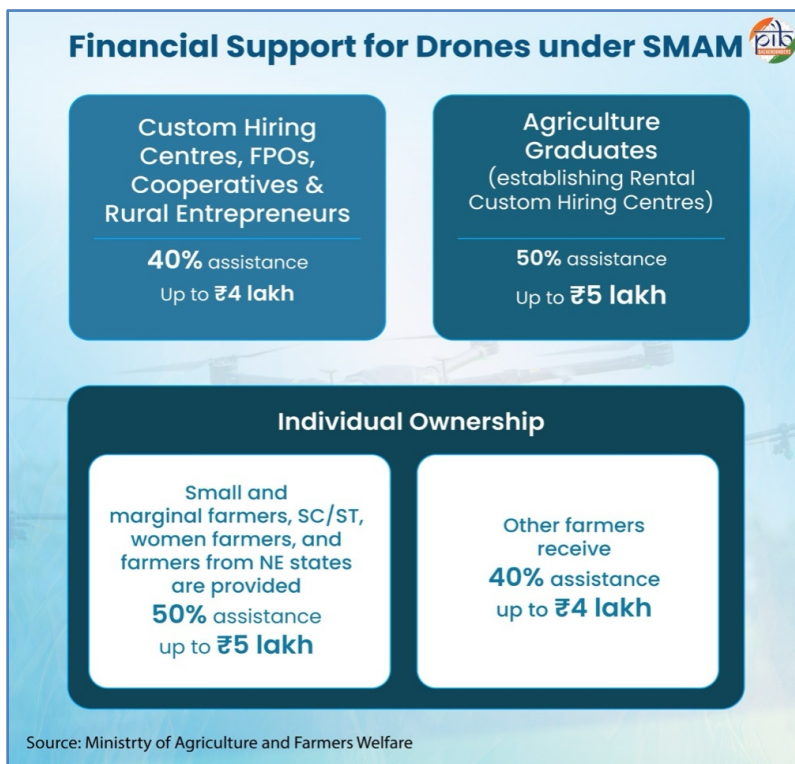 Financial Support for Drones under SMAM
pib
Custom Hiring
Centres, FPOs,
Cooperatives &
Rural Entrepreneurs
40% assistance
Up to ₹4 lakh
Agriculture
Graduates
(establishing Rental
Custom Hiring Centres)
50% assistance
Up to ₹5 lakh
Individual Ownership
Small and
marginal farmers, SC/ST,
women farmers, and
farmers from NE states
are provided
50% assistance
up to ₹5 lakh
Other farmers
receive
40% assistance
up to ₹4 lakh
Source: Ministrty of Agriculture and Farmers Welfare